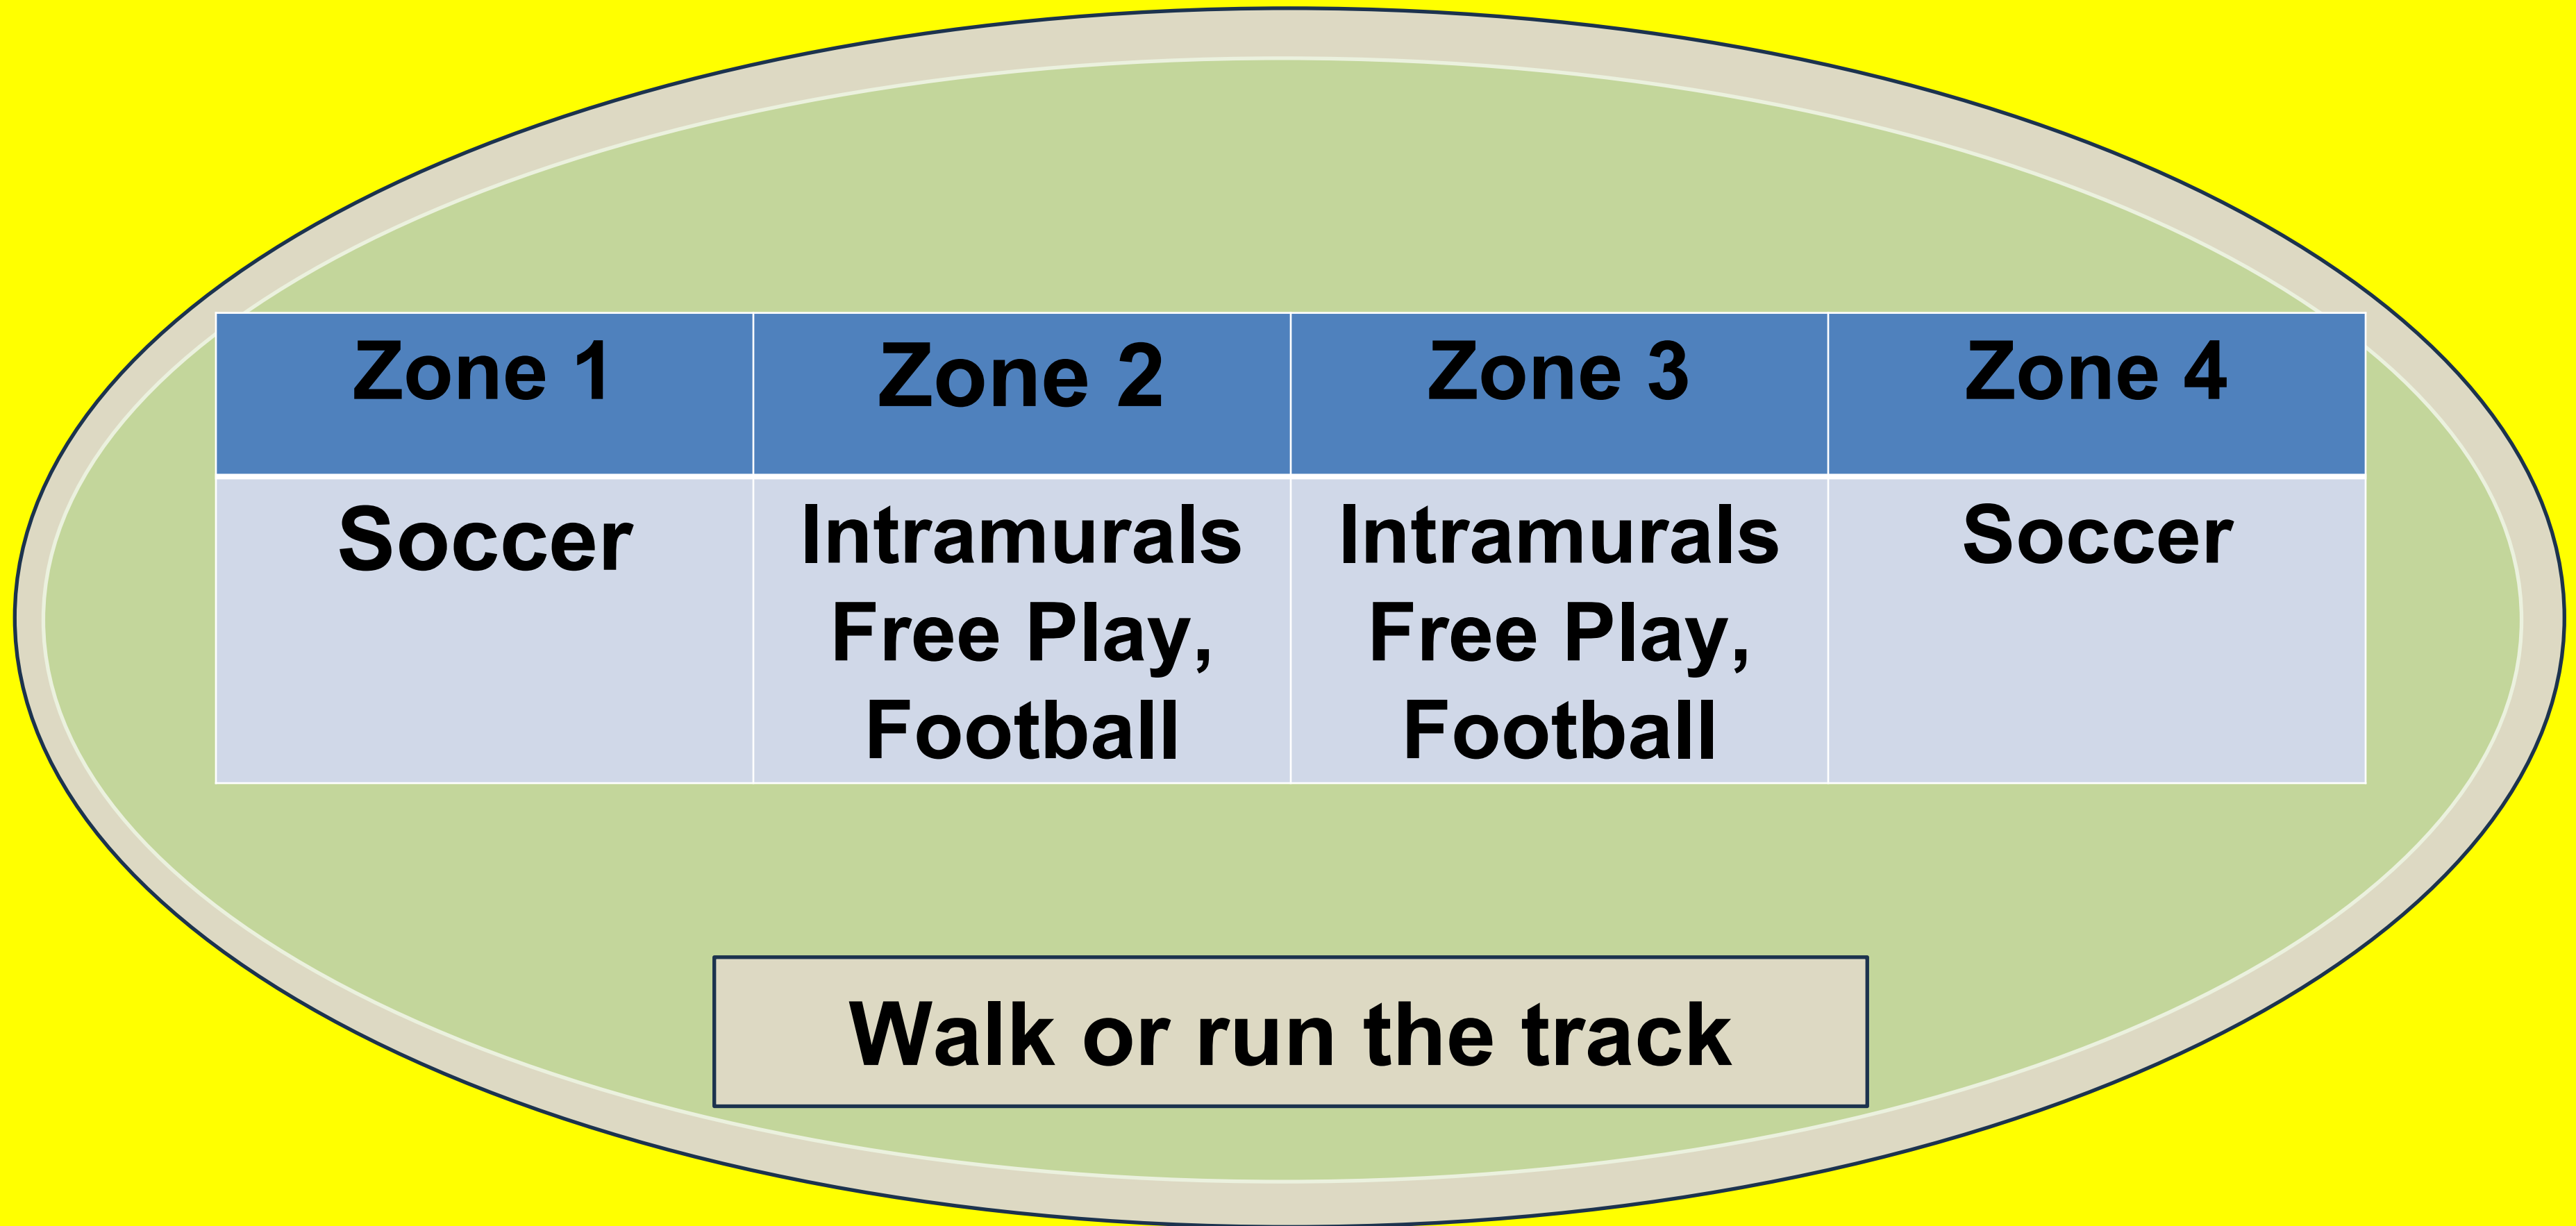 Zone 1 Zone 2 Zone 3 Zone 4
Soccer Intramurals Intramurals Soccer
Free Play, Free Play,
Football Football
Walk or run the track